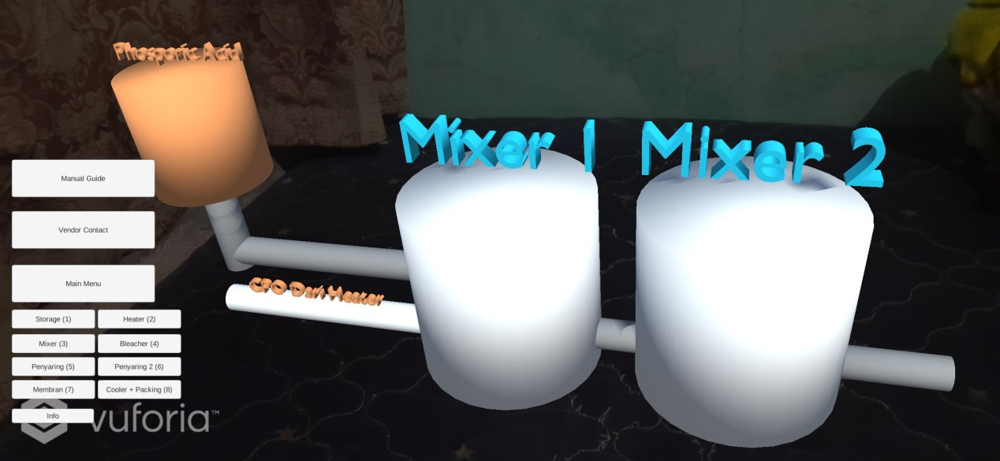 Phosporic Acid
Mixer 1
Mixer 2
Manual Guide
Vendor Contact
CPO Dari Heater
Main Menu
Storage (1)
Heater (2)
Mixer (3)
Bleacher (4)
Penyaring (5)
Penyaring 2 (6)
Membran (7)
Cooler + Packing (8)
Info
vuforia™